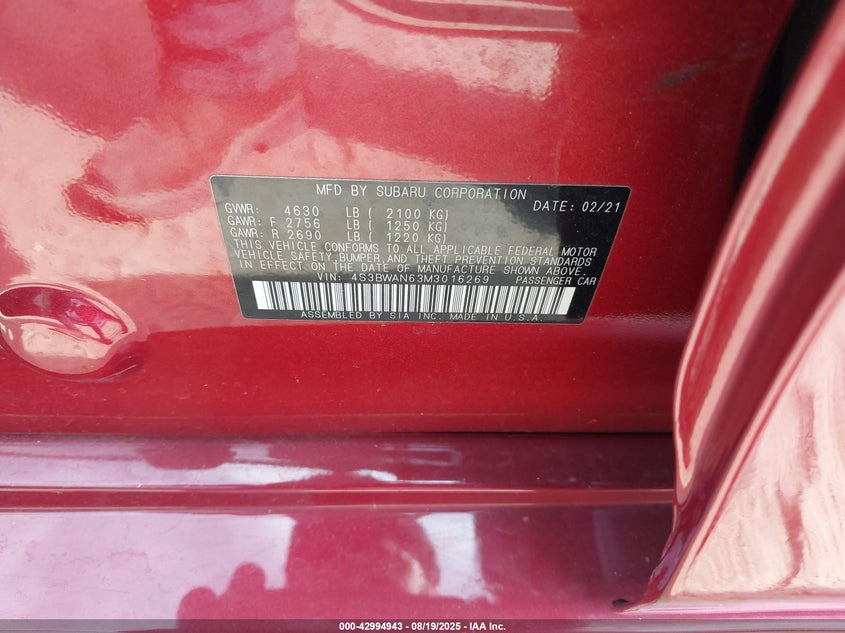 MFD BY SUBARU CORPORATION
DATE: 02/21
GVWR: 4630 LB ( 2100 KG)
GAWR: F 2756 LB ( 1250 KG)
GAWR: R 2690 LB ( 1220 KG)
THIS VEHICLE CONFORMS TO ALL APPLICABLE FEDERAL MOTOR
VEHICLE SAFETY, BUMPER, AND THEFT PREVENTION STANDARDS
IN EFFECT ON THE DATE OF MANUFACTURE SHOWN ABOVE.
VIN: 4S3BWAN63M3016269 PASSENGER CAR
ASSEMBLED BY SIA INC. MADE IN U.S.A.
000-42994943 - 08/19/2025 - IAA Inc.